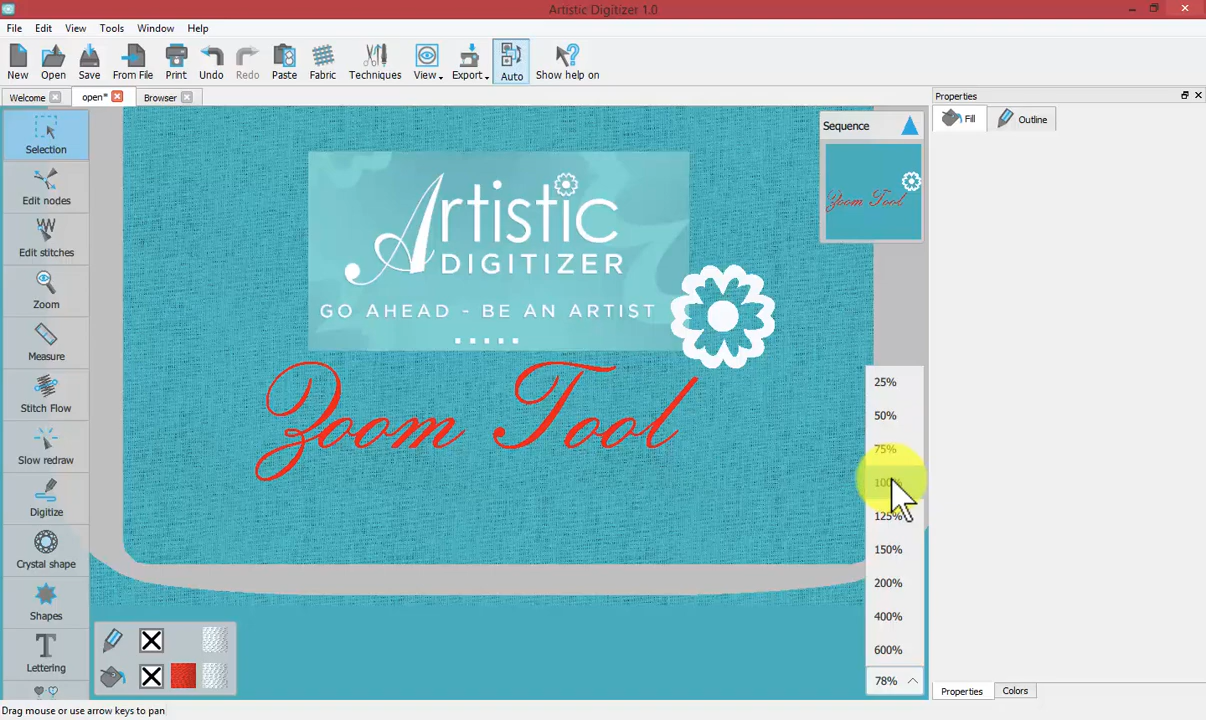 Artistic Digitizer 1.0
File Edit View Tools Window Help
New Open Save From File Print Undo Redo Paste Fabric Techniques View Export Auto Show help on
Welcome open* Browser
Properties
Fill Outline
Selection
Edit nodes
Edit stitches
Zoom
Measure
Stitch Flow
Slow redraw
Digitize
Crystal shape
Shapes
Lettering
Artistic
DIGITIZER
GO AHEAD - BE AN ARTIST
Zoom Tool
Sequence
Zoom Tool
25%
50%
75%
100%
125%
150%
200%
400%
600%
78%
Properties Colors
Drag mouse or use arrow keys to pan